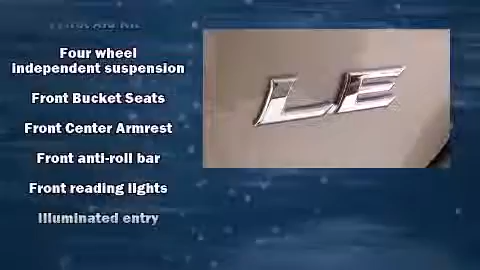 Four wheel
independent suspension
Front Bucket Seats
Front Center Armrest
Front anti-roll bar
Front reading lights
Illuminated entry
LE